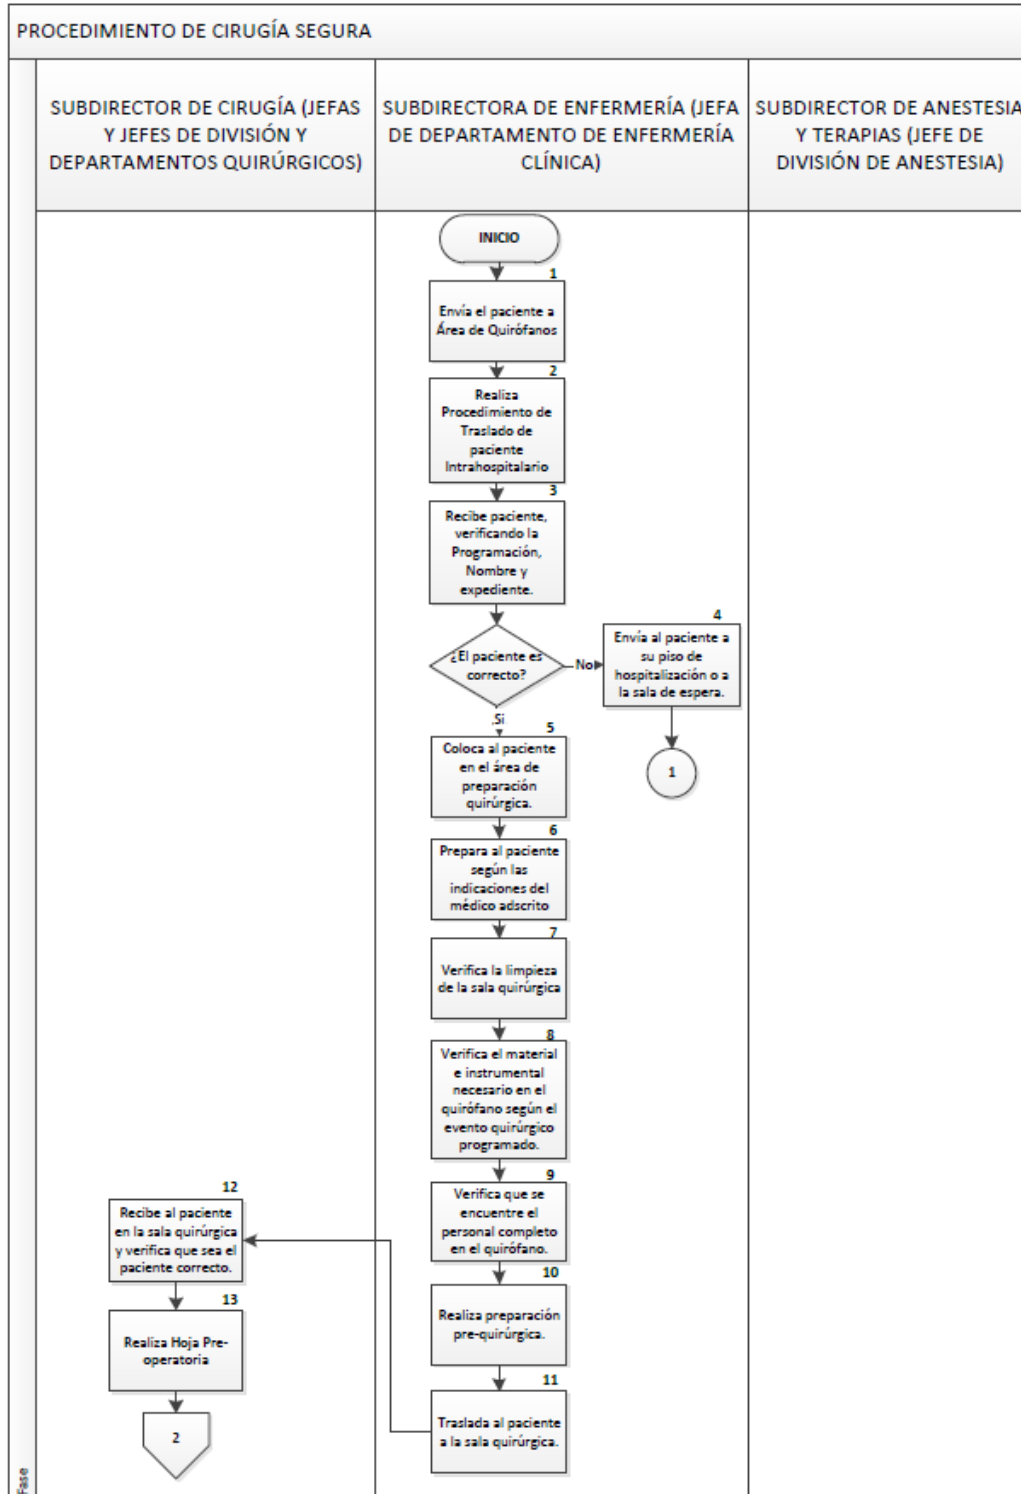 PROCEDIMIENTO DE CIRUGÍA SEGURA
SUBDIRECTOR DE CIRUGÍA (JEFAS
Y JEFES DE DIVISIÓN Y
DEPARTAMENTOS QUIRÚRGICOS)
SUBDIRECTORA DE ENFERMERÍA (JEFA
DE DEPARTAMENTO DE ENFERMERÍA
CLÍNICA)
SUBDIRECTOR DE ANESTESIA
Y TERAPIAS (JEFE DE
DIVISIÓN DE ANESTESIA)
INICIO
1
Envía el paciente a
Área de Quirófanos
2
Realiza
Procedimiento de
Traslado de
paciente
Intrahospitalario
3
Recibe paciente,
verificando la
Programación,
Nombre y
expediente.
¿El paciente es
correcto?
No
4
Envía al paciente a
su piso de
hospitalización o a
la sala de espera.
1
Si
5
Coloca al paciente
en el área de
preparación
quirúrgica.
6
Prepara al paciente
según las
indicaciones del
médico adscrito
7
Verifica la limpieza
de la sala quirúrgica
8
Verifica el material
e instrumental
necesario en el
quirófano según el
evento quirúrgico
programado.
9
Verifica que se
encuentre el
personal completo
en el quirófano.
10
Realiza preparación
pre-quirúrgica.
11
Traslada al paciente
a la sala quirúrgica.
12
Recibe al paciente
en la sala quirúrgica
y verifica que sea el
paciente correcto.
13
Realiza Hoja Pre-
operatoria
2
Fase